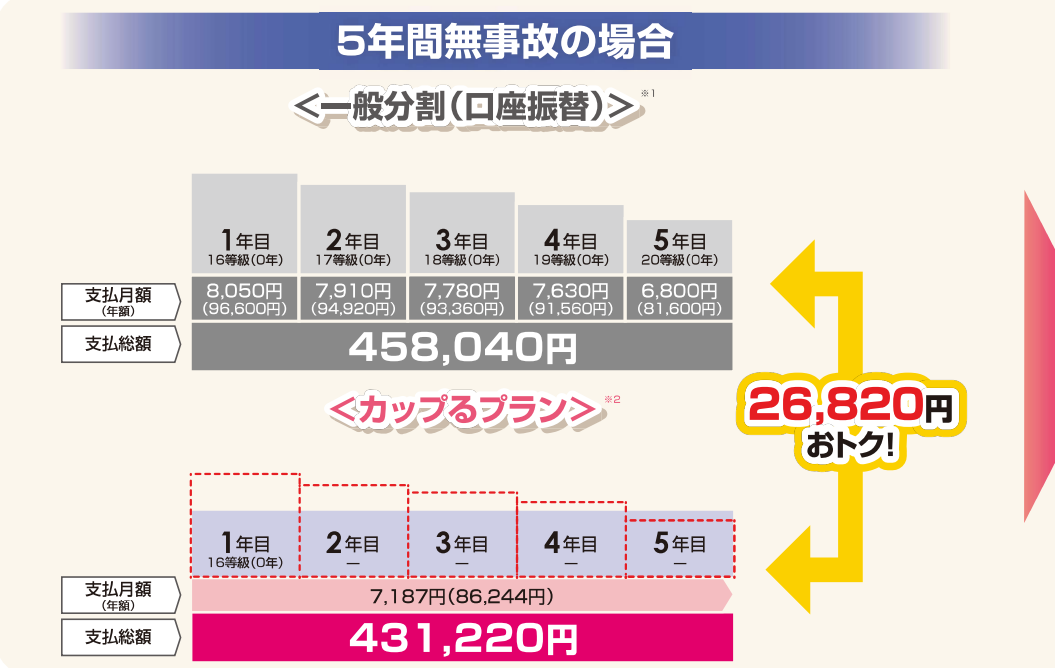 5年間無事故の場合
＜一般分割(口座振替)＞※1
1年目 2年目 3年目 4年目 5年目
16等級(0年) 17等級(0年) 18等級(0年) 19等級(0年) 20等級(0年)
支払月額 8,050円 7,910円 7,780円 7,630円 6,800円
(年額) (96,600円) (94,920円) (93,360円) (91,560円) (81,600円)
支払総額 458,040円
＜カップるプラン＞※2
26,820円
おトク!
1年目 2年目 3年目 4年目 5年目
16等級(0年) ー ー ー ー
支払月額
(年額)
7,187円(86,244円)
支払総額 431,220円